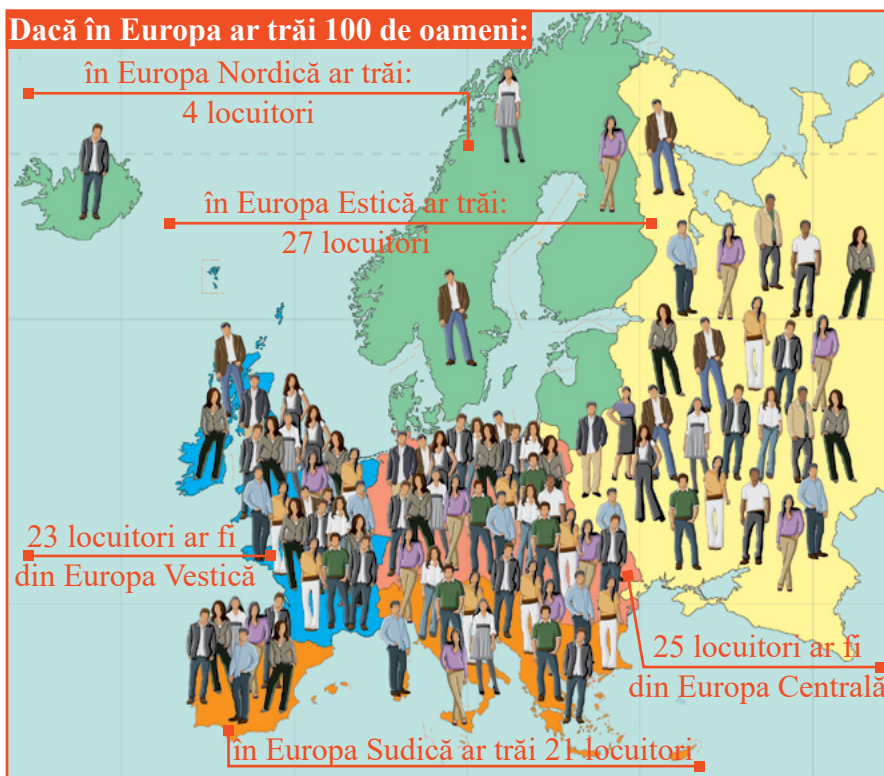 Dacă în Europa ar trăi 100 de oameni:
în Europa Nordică ar trăi:
4 locuitori
în Europa Estică ar trăi:
27 locuitori
23 locuitori ar fi
din Europa Vestică
25 locuitori ar fi
din Europa Centrală
în Europa Sudică ar trăi 21 locuitori